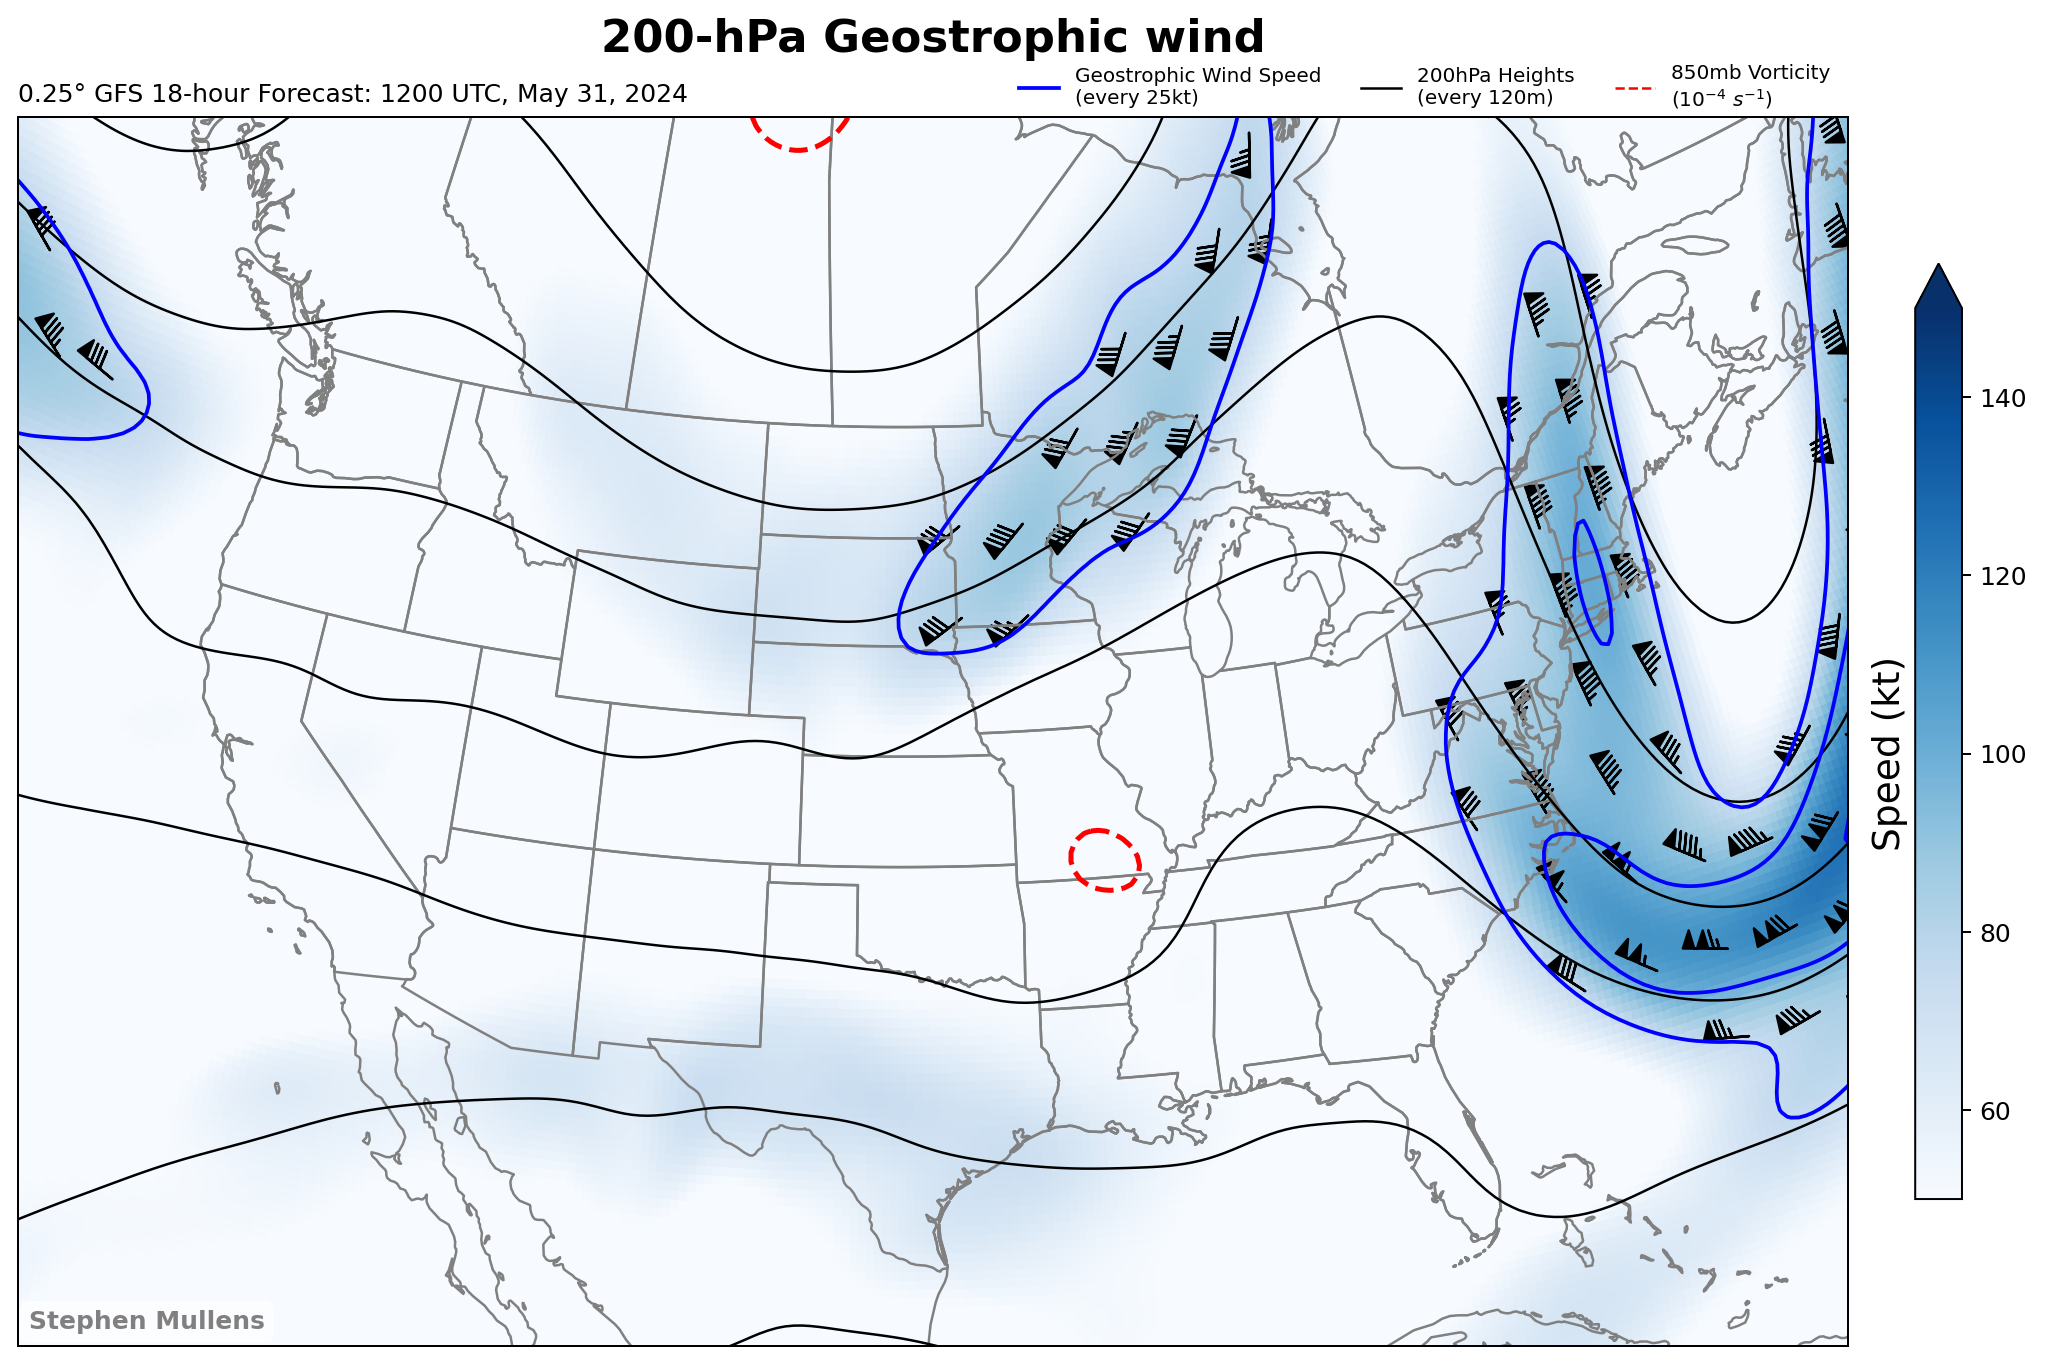 200-hPa Geostrophic wind
0.25° GFS 18-hour Forecast: 1200 UTC, May 31, 2024
Geostrophic Wind Speed
(every 25kt)
200hPa Heights
(every 120m)
850mb Vorticity
(10⁻⁴ s⁻¹)
140
120
100
80
60
Speed (kt)
Stephen Mullens